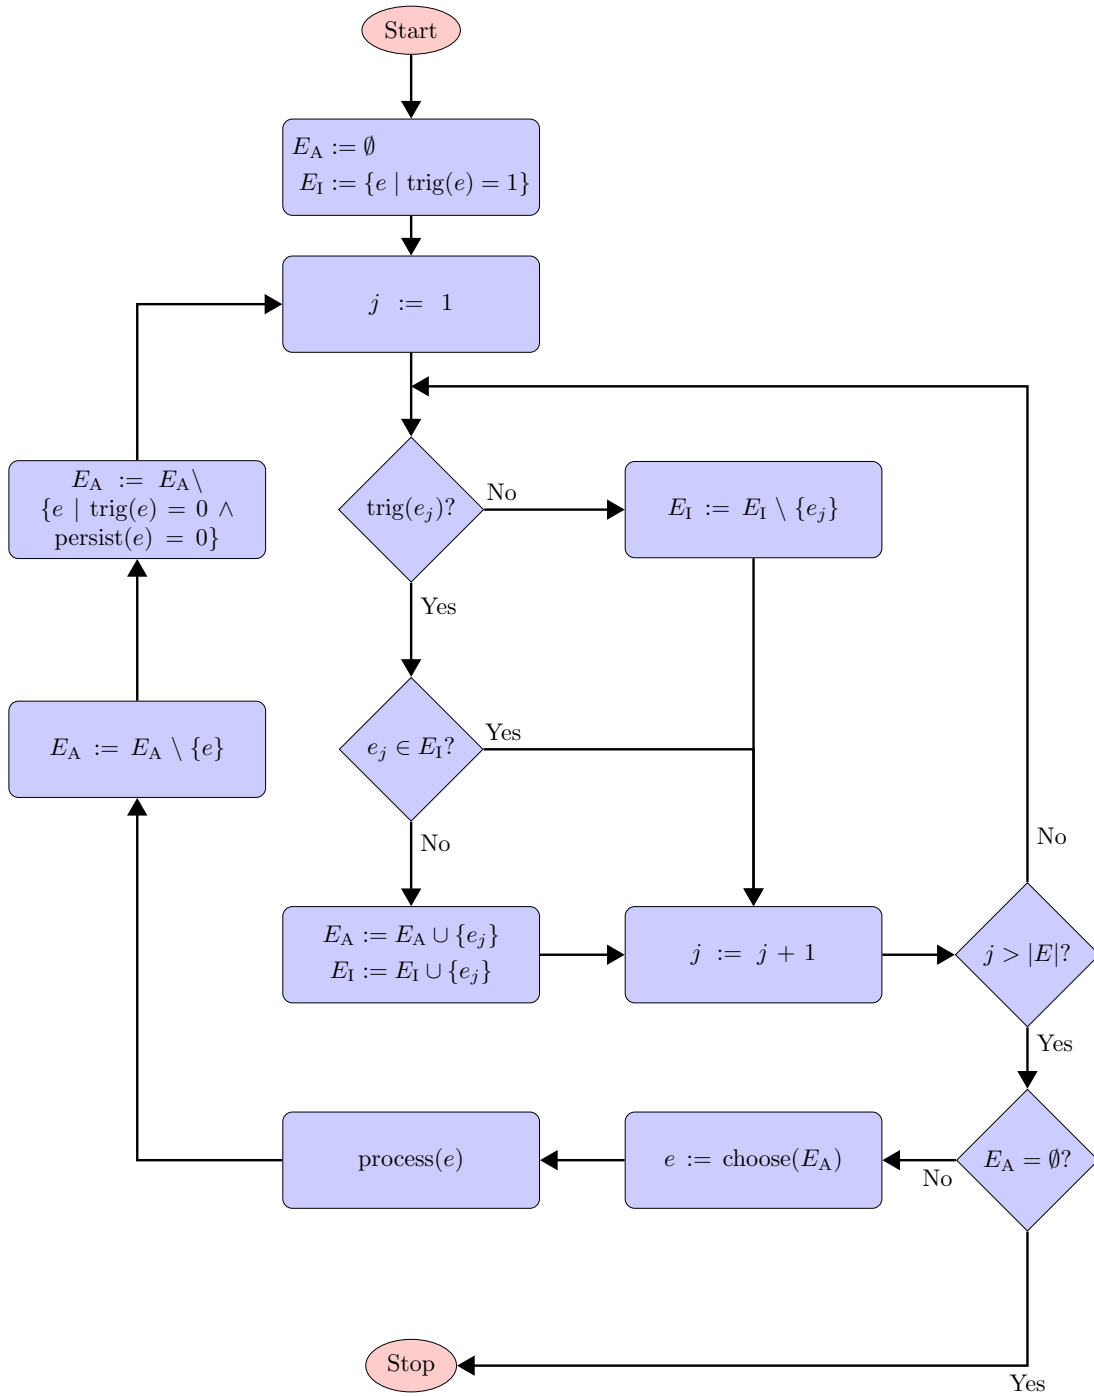 Start
E_A := ∅
E_I := {e | trig(e) = 1}
j := 1
E_A := E_A\
{e | trig(e) = 0 ∧
persist(e) = 0}
trig(e_j)?
No
E_I := E_I \ {e_j}
Yes
E_A := E_A \ {e}
e_j ∈ E_I?
Yes
No
No
E_A := E_A ∪ {e_j}
E_I := E_I ∪ {e_j}
j := j + 1
j > |E|?
Yes
process(e)
e := choose(E_A)
No
E_A = ∅?
Stop
Yes